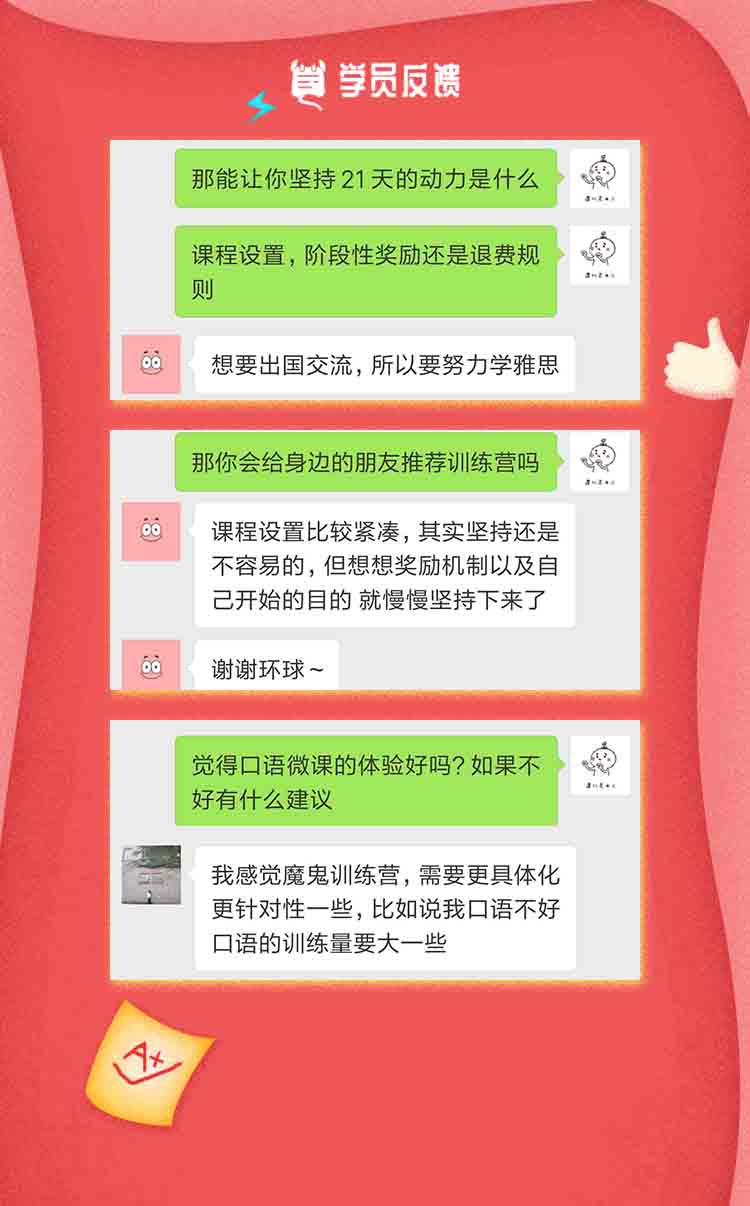 学员反馈
那能让你坚持21天的动力是什么
课程设置，阶段性奖励还是退费规
则
想要出国交流，所以要努力学雅思
那你会给身边的朋友推荐训练营吗
课程设置比较紧凑，其实坚持还是
不容易的，但想想奖励机制以及自
己开始的目的 就慢慢坚持下来了
谢谢环球～
觉得口语微课的体验好吗？如果不
好有什么建议
我感觉魔鬼训练营，需要更具体化
更针对性一些，比如说我口语不好
口语的训练量要大一些
A+